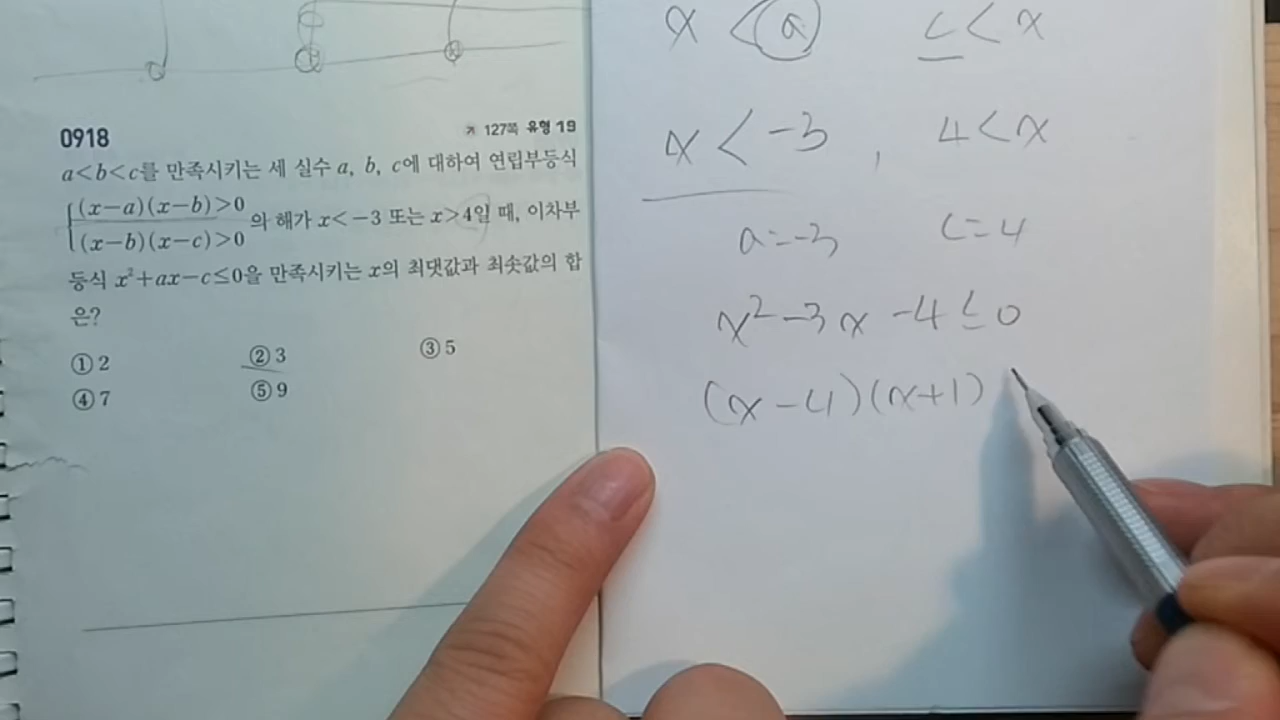 0918
↗ 127쪽 유형 19
a<b<c를 만족시키는 세 실수 a, b, c에 대하여 연립부등식
{(x-a)(x-b)>0
(x-b)(x-c)>0
의 해가 x<-3 또는 x>4일 때, 이차부
등식 x²+ax-c≤0을 만족시키는 x의 최댓값과 최솟값의 합
은?
① 2 ② 3 ③ 5
④ 7 ⑤ 9
x < a c < x
x < -3 , 4 < x
a=-3 c=4
x²-3x-4≤0
(x-4)(x+1)